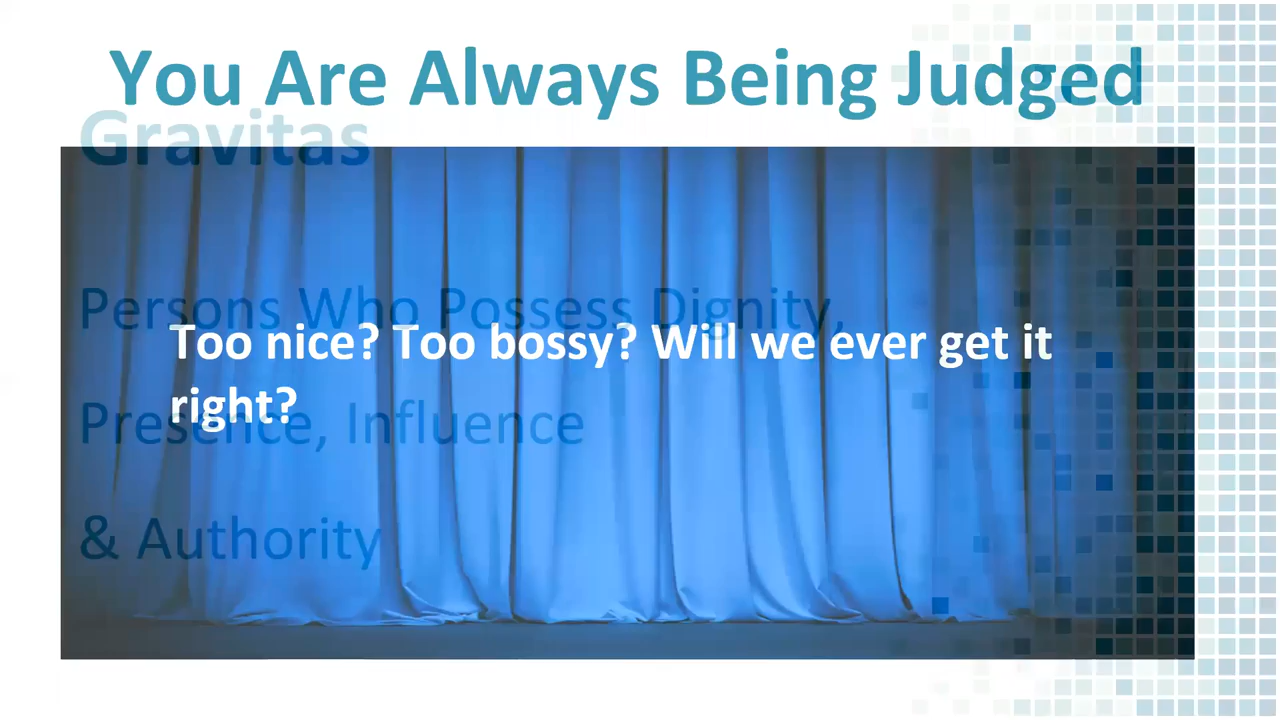 You Are Always Being Judged
Gravitas
Persons Who Possess Dignity,
Too nice? Too bossy? Will we ever get it
right?
Presence, Influence
& Authority